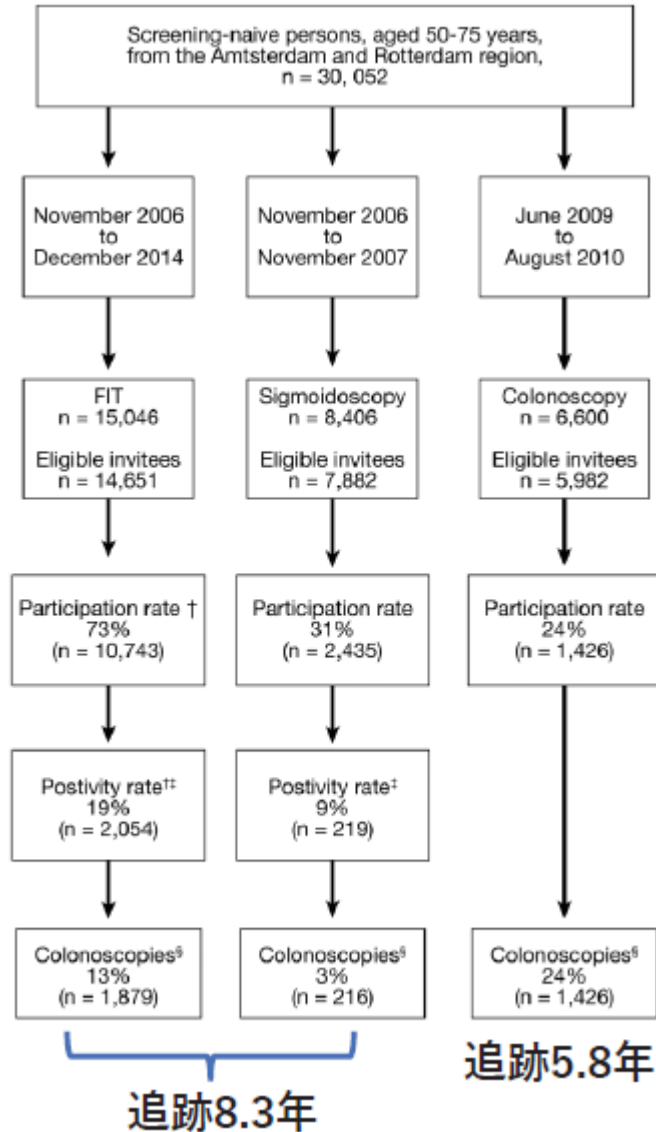 Screening-naive persons, aged 50-75 years,
from the Amtsterdam and Rotterdam region,
n = 30, 052
November 2006
to
December 2014
November 2006
to
November 2007
June 2009
to
August 2010
FIT
n = 15,046
Eligible invitees
n = 14,651
Sigmoidoscopy
n = 8,406
Eligible invitees
n = 7,882
Colonoscopy
n = 6,600
Eligible invitees
n = 5,982
Participation rate †
73%
(n = 10,743)
Participation rate
31%
(n = 2,435)
Participation rate
24%
(n = 1,426)
Postivity rate†‡
19%
(n = 2,054)
Postivity rate‡
9%
(n = 219)
Colonoscopies§
13%
(n = 1,879)
Colonoscopies§
3%
(n = 216)
Colonoscopies§
24%
(n = 1,426)
追跡8.3年
追跡5.8年